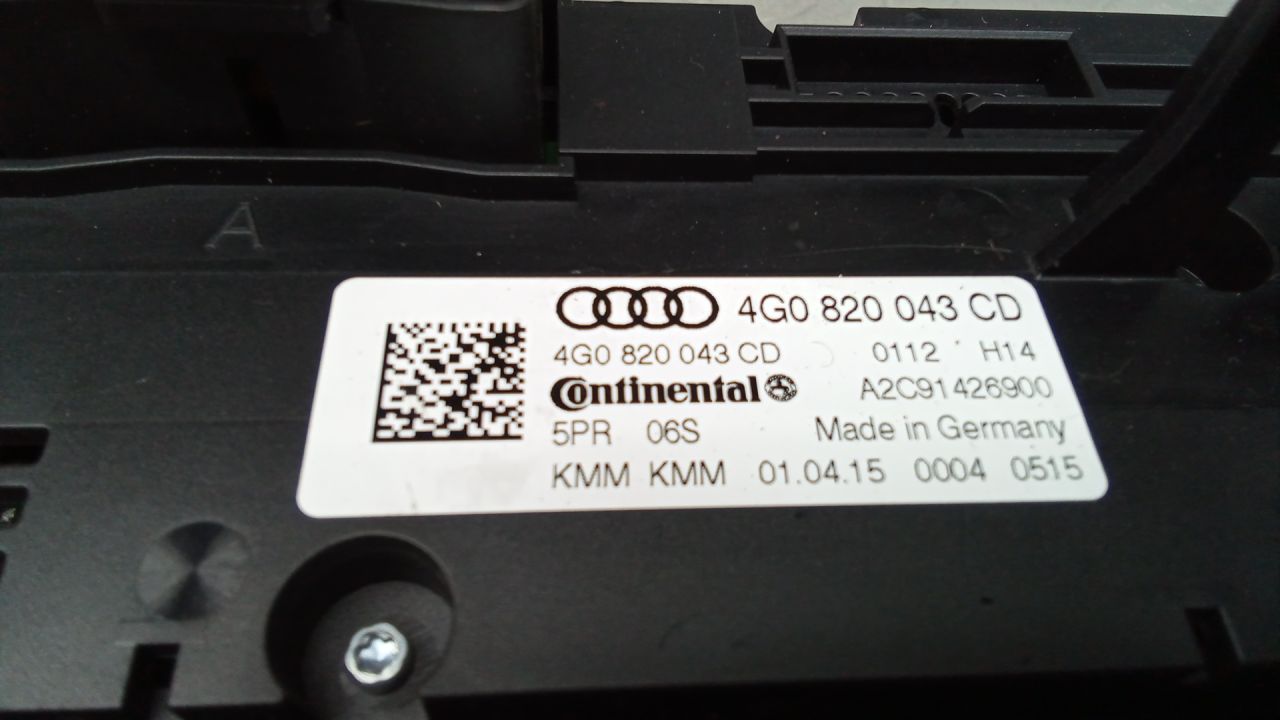 A
4G0 820 043 CD
4G0 820 043 CD 0112 H14
Continental A2C91426900
5PR 06S Made in Germany
KMM KMM 01.04.15 0004 0515